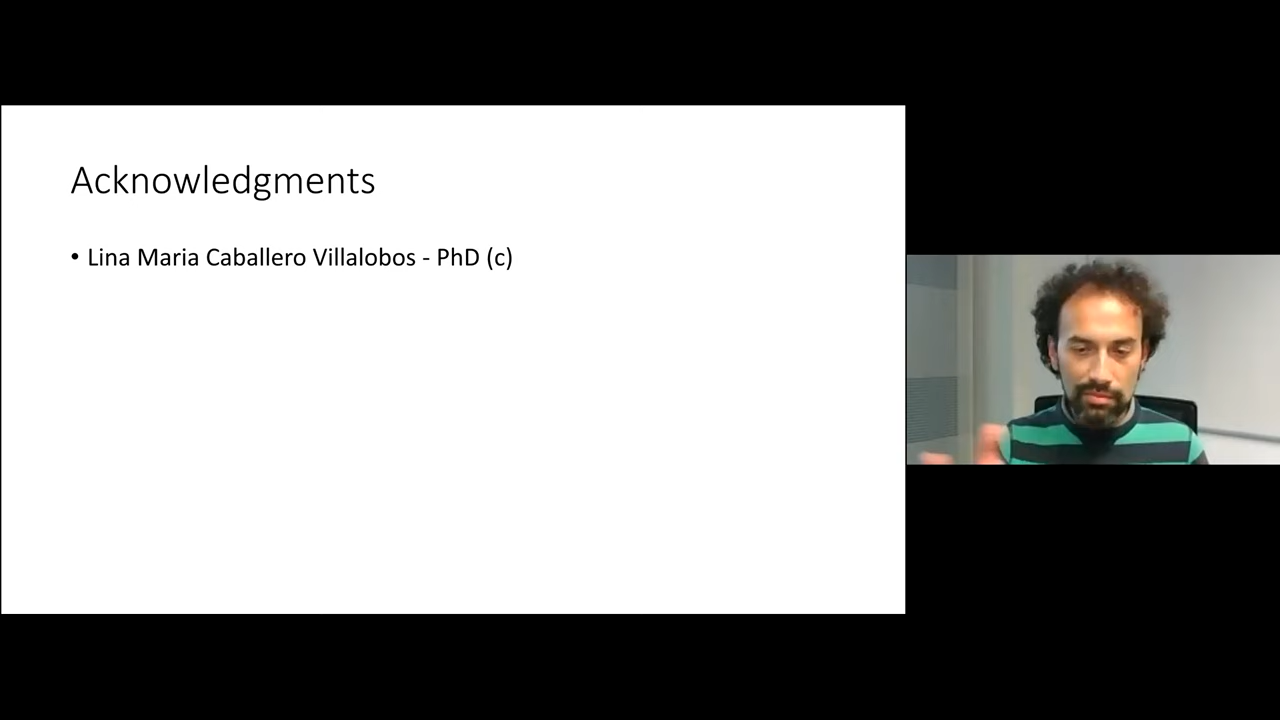 Acknowledgments
• Lina Maria Caballero Villalobos - PhD (c)